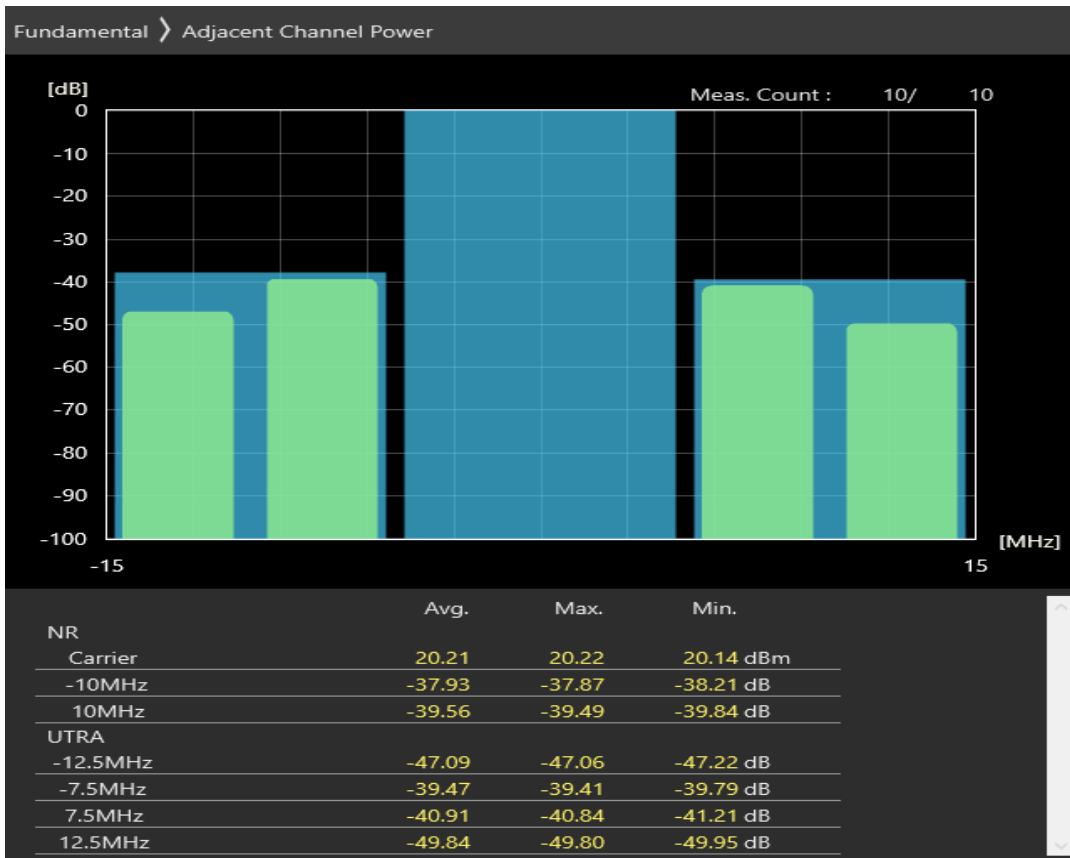 Fundamental 〉 Adjacent Channel Power
[dB]
Meas. Count : 10/ 10
0
-10
-20
-30
-40
-50
-60
-70
-80
-90
-100
[MHz]
-15 15
Avg. Max. Min.
NR
Carrier 20.21 20.22 20.14 dBm
-10MHz -37.93 -37.87 -38.21 dB
10MHz -39.56 -39.49 -39.84 dB
UTRA
-12.5MHz -47.09 -47.06 -47.22 dB
-7.5MHz -39.47 -39.41 -39.79 dB
7.5MHz -40.91 -40.84 -41.21 dB
12.5MHz -49.84 -49.80 -49.95 dB